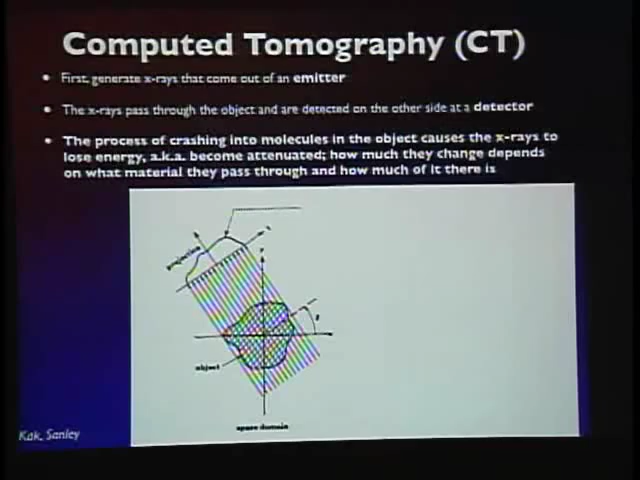 Computed Tomography (CT)
• First, generate x-rays that come out of an emitter
• The x-rays pass through the object and are detected on the other side at a detector
• The process of crashing into molecules in the object causes the x-rays to
lose energy, a.k.a. become attenuated; how much they change depends
on what material they pass through and how much of it there is
projection
object
space domain
Kak, Sanley